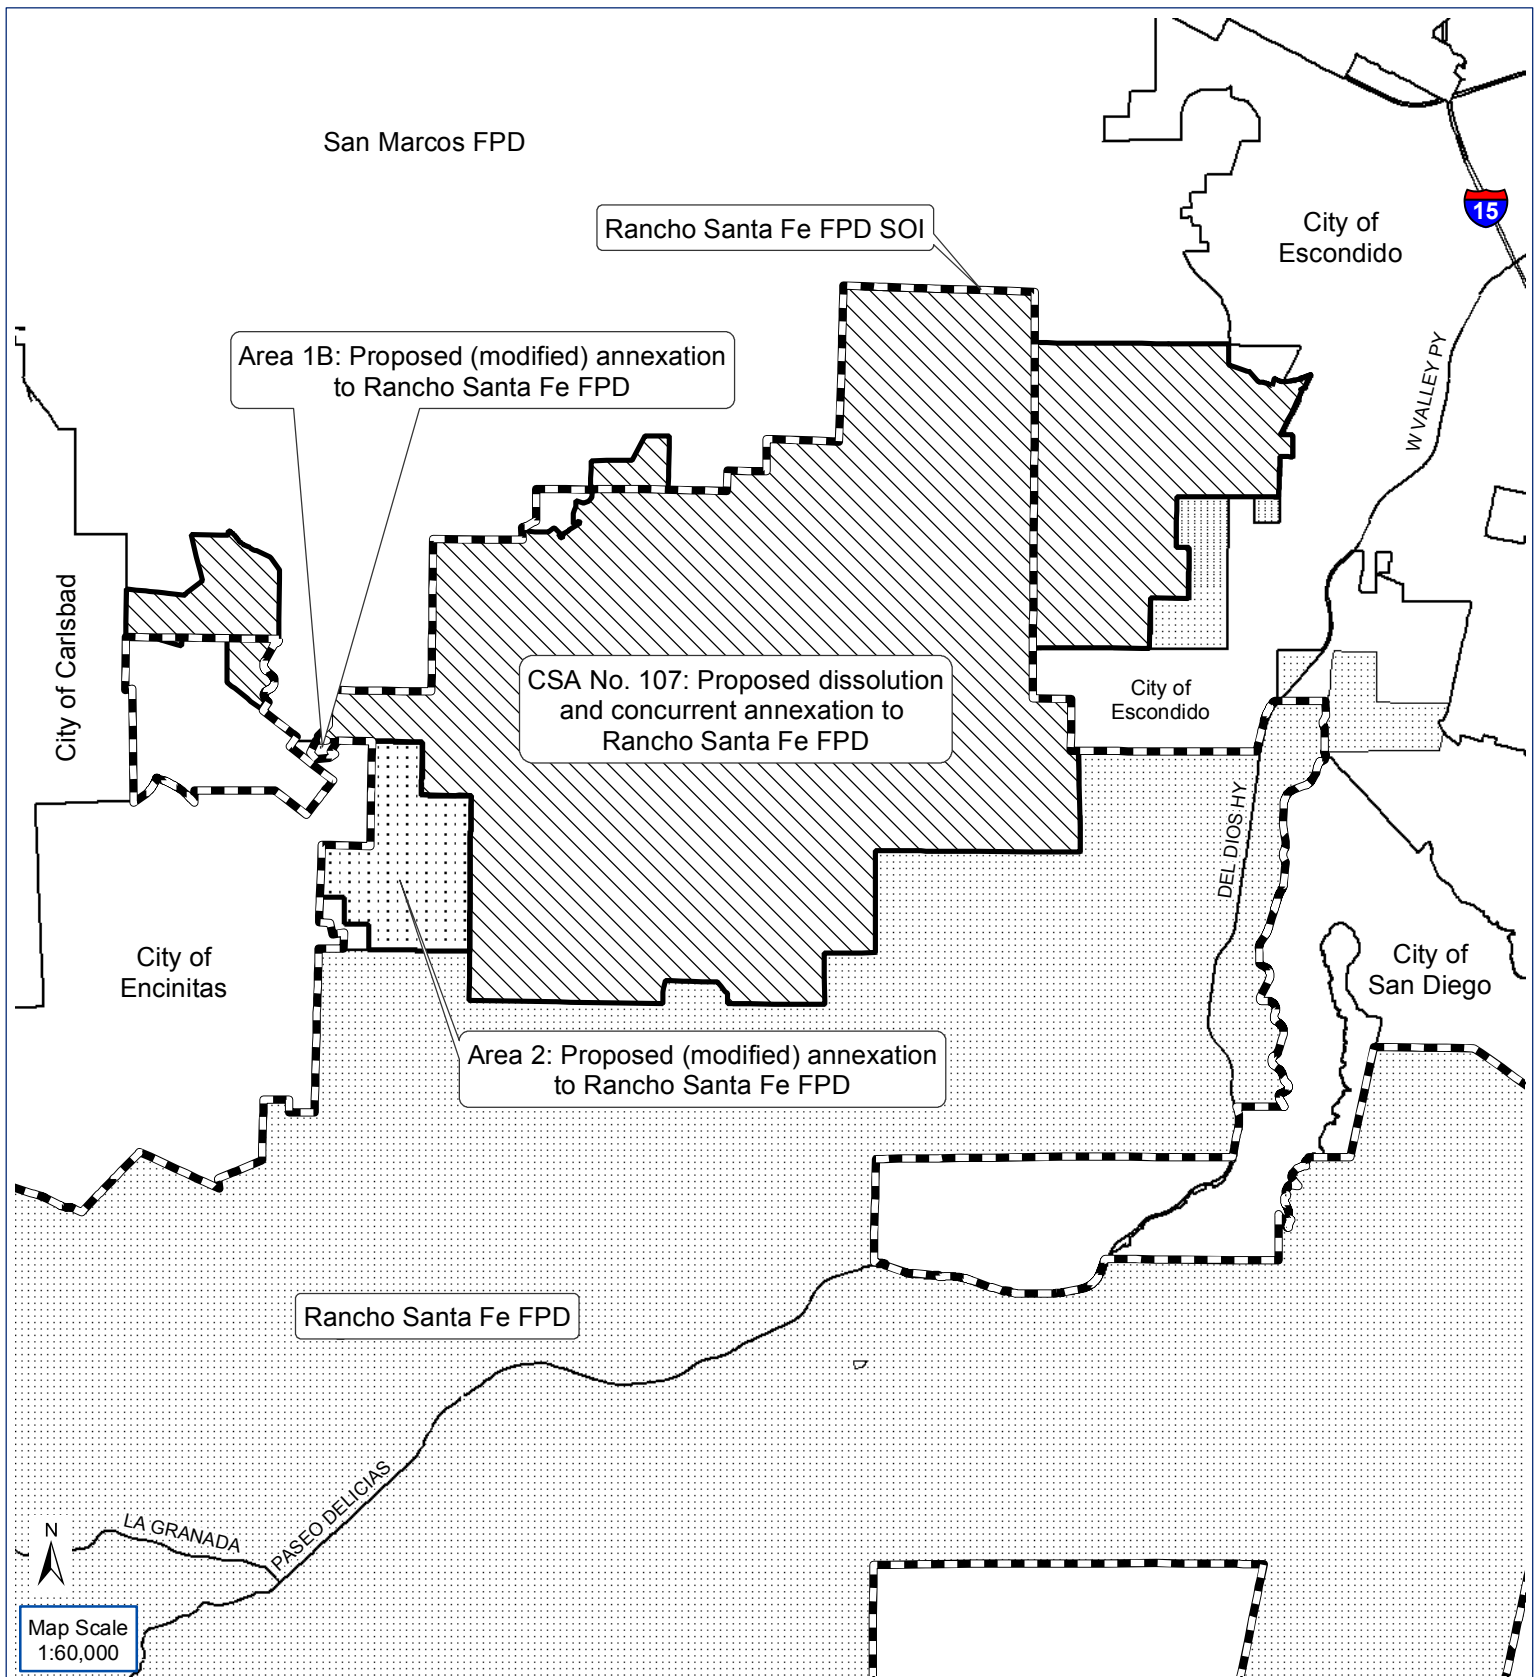 San Marcos FPD
15
City of
Escondido
Rancho Santa Fe FPD SOI
Area 1B: Proposed (modified) annexation
to Rancho Santa Fe FPD
W VALLEY PY
City of Carlsbad
CSA No. 107: Proposed dissolution
and concurrent annexation to
Rancho Santa Fe FPD
City of
Escondido
DEL DIOS HY
City of
Encinitas
City of
San Diego
Area 2: Proposed (modified) annexation
to Rancho Santa Fe FPD
Rancho Santa Fe FPD
PASEO DELICIAS
LA GRANADA
N
Map Scale
1:60,000